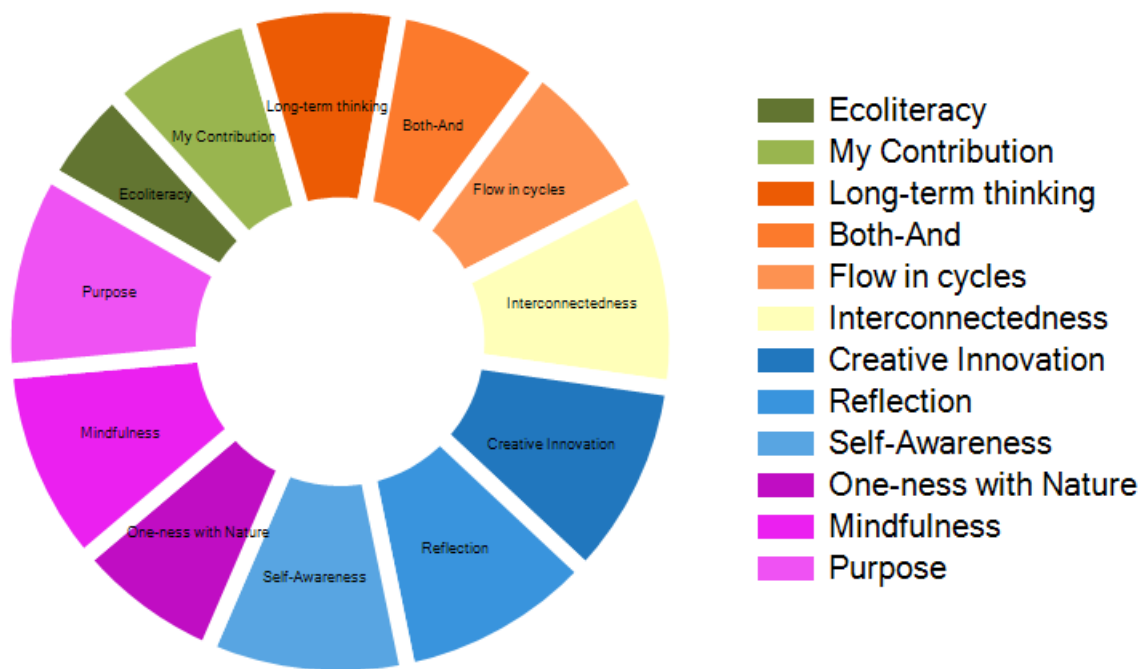 Long-term thinking
Both-And
My Contribution
Flow in cycles
Ecoliteracy
Purpose
Interconnectedness
Mindfulness
Creative Innovation
One-ness with Nature
Reflection
Self-Awareness
Ecoliteracy
My Contribution
Long-term thinking
Both-And
Flow in cycles
Interconnectedness
Creative Innovation
Reflection
Self-Awareness
One-ness with Nature
Mindfulness
Purpose